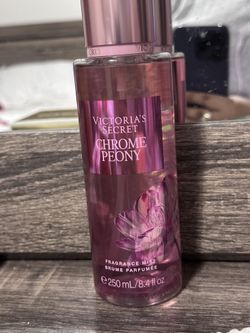 VICTORIA'S
SECRET
CHROME
PEONY
FRAGRANCE MIST
BRUME PARFUMÉE
e 250 mL/8.4 fl oz